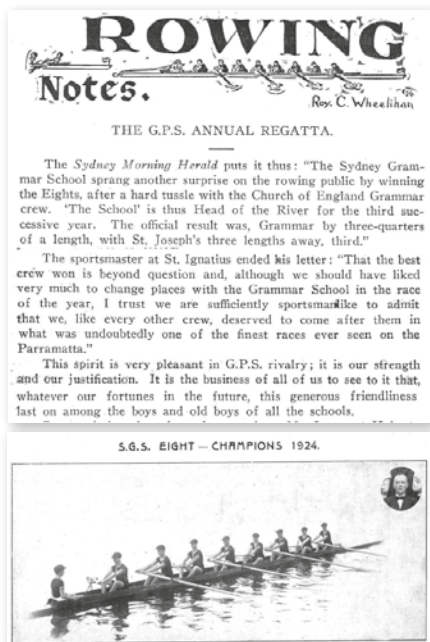 ROWING
Notes.
Roy. C. Wheelihan
THE G.P.S. ANNUAL REGATTA.
The Sydney Morning Herald puts it thus: "The Sydney Gram-
mar School sprang another surprise on the rowing public by winning
the Eights, after a hard tussle with the Church of England Grammar
crew. 'The School' is thus Head of the River for the third suc-
cessive year. The official result was, Grammar by three-quarters
of a length, with St. Joseph's three lengths away, third."
The sportsmaster at St. Ignatius ended his letter: "That the best
crew won is beyond question and, although we should have liked
very much to change places with the Grammar School in the race
of the year, I trust we are sufficiently sportsmanlike to admit
that we, like every other crew, deserved to come after them in
what was undoubtedly one of the finest races ever seen on the
Parramatta."
This spirit is very pleasant in G.P.S. rivalry; it is our strength
and our justification. It is the business of all of us to see to it that,
whatever our fortunes in the future, this generous friendliness
last on among the boys and old boys of all the schools.
S.G.S. EIGHT — CHAMPIONS 1924.